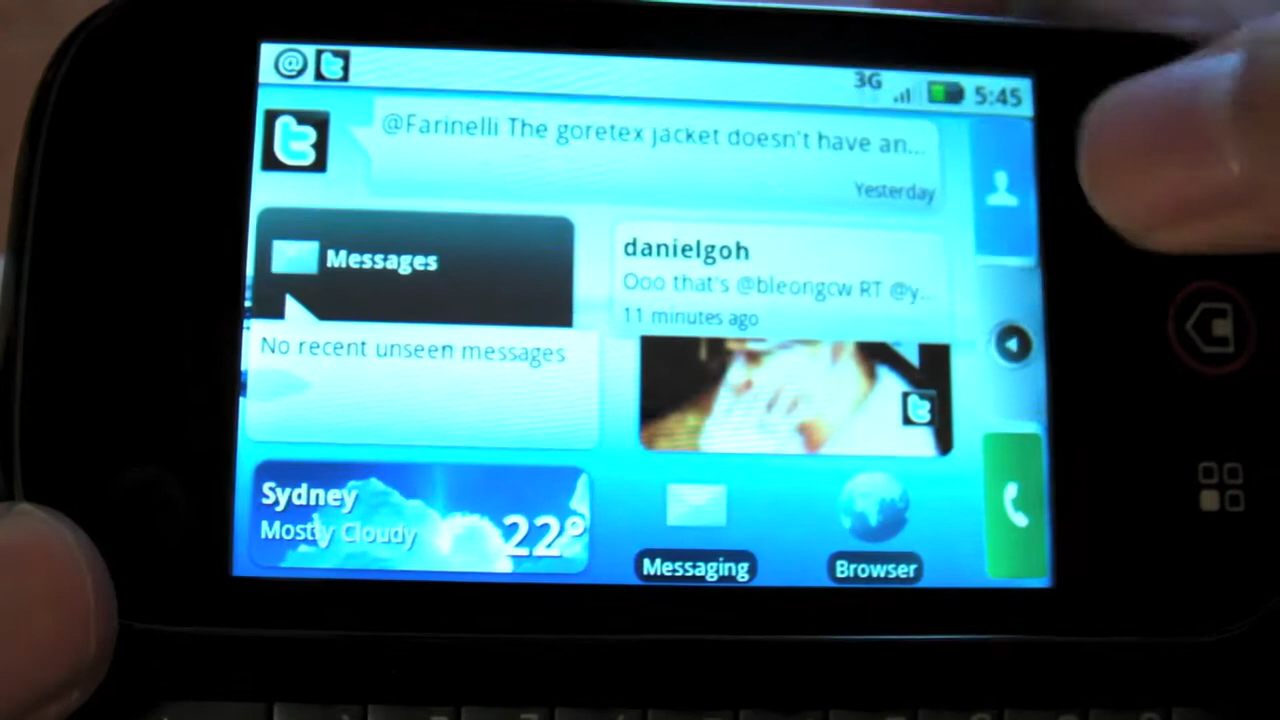 @ t 3G 5:45
t @Farinelli The goretex jacket doesn't have an...
Yesterday
Messages
No recent unseen messages
danielgoh
Ooo that's @bleongcw RT @y...
11 minutes ago
t
Sydney
Mostly Cloudy
22°
Messaging
Browser